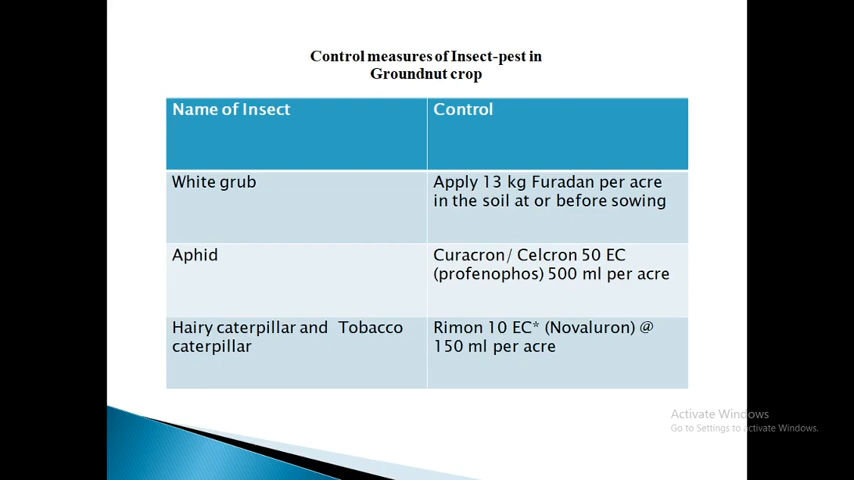 Control measures of Insect-pest in
Groundnut crop
Name of Insect
Control
White grub
Apply 13 kg Furadan per acre
in the soil at or before sowing
Aphid
Curacron/ Celcron 50 EC
(profenophos) 500 ml per acre
Hairy caterpillar and Tobacco
caterpillar
Rimon 10 EC* (Novaluron) @
150 ml per acre
Activate Windows
Go to Settings to activate Windows.